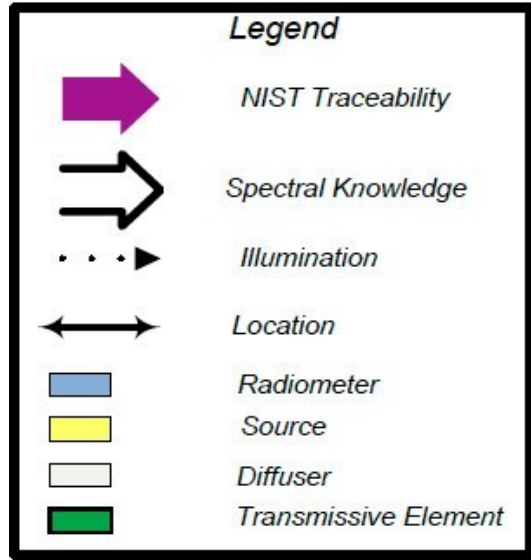 Legend
NIST Traceability
Spectral Knowledge
Illumination
Location
Radiometer
Source
Diffuser
Transmissive Element